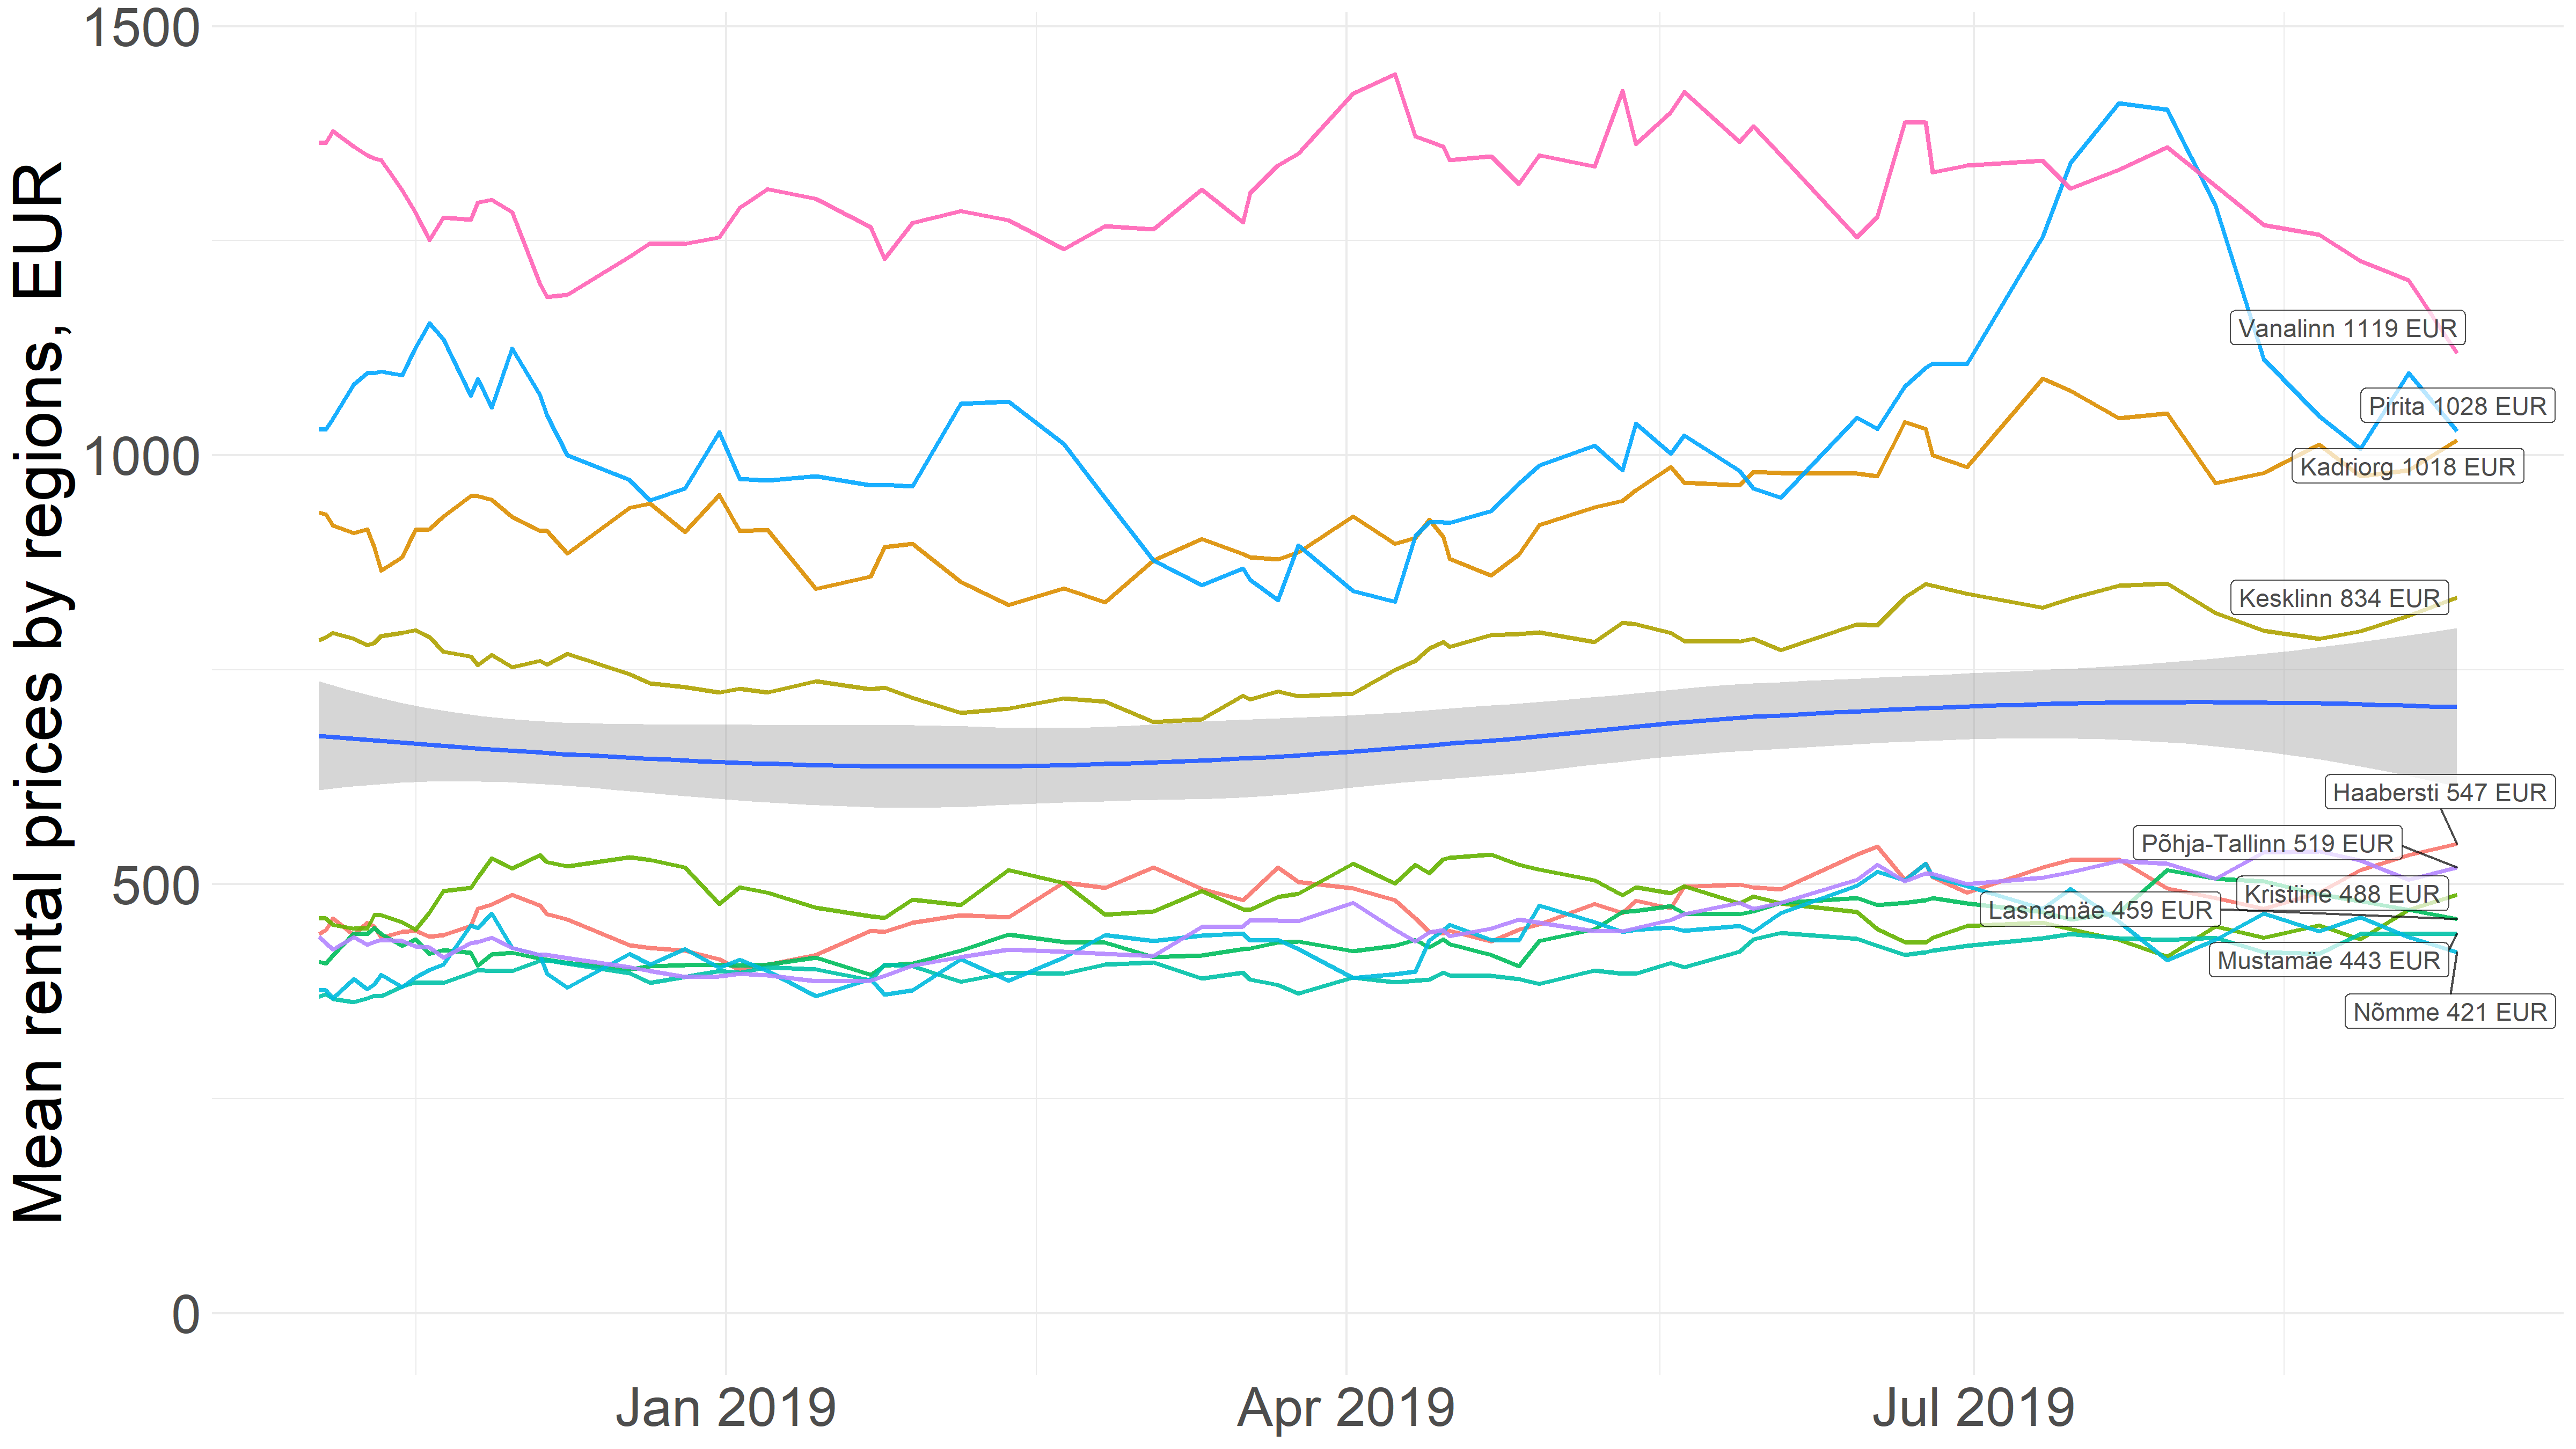 Mean rental prices by regions, EUR
1500
1000
500
0
Vanalinn 1119 EUR
Pirita 1028 EUR
Kadriorg 1018 EUR
Kesklinn 834 EUR
Haabersti 547 EUR
Põhja-Tallinn 519 EUR
Kristiine 488 EUR
Lasnamäe 459 EUR
Mustamäe 443 EUR
Nõmme 421 EUR
Jan 2019
Apr 2019
Jul 2019